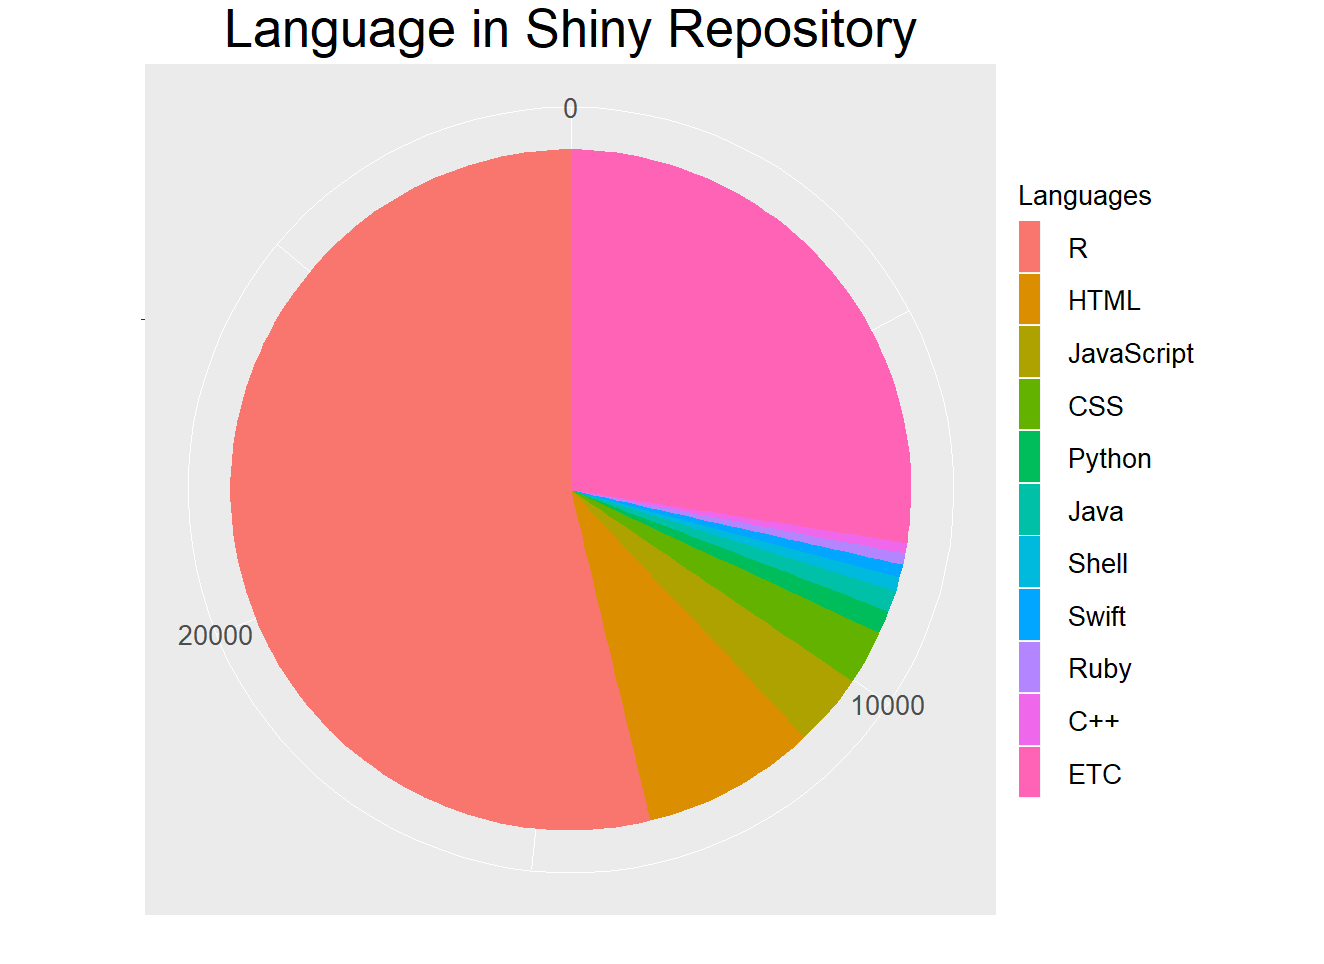 Language in Shiny Repository
0
20000
10000
Languages
R
HTML
JavaScript
CSS
Python
Java
Shell
Swift
Ruby
C++
ETC